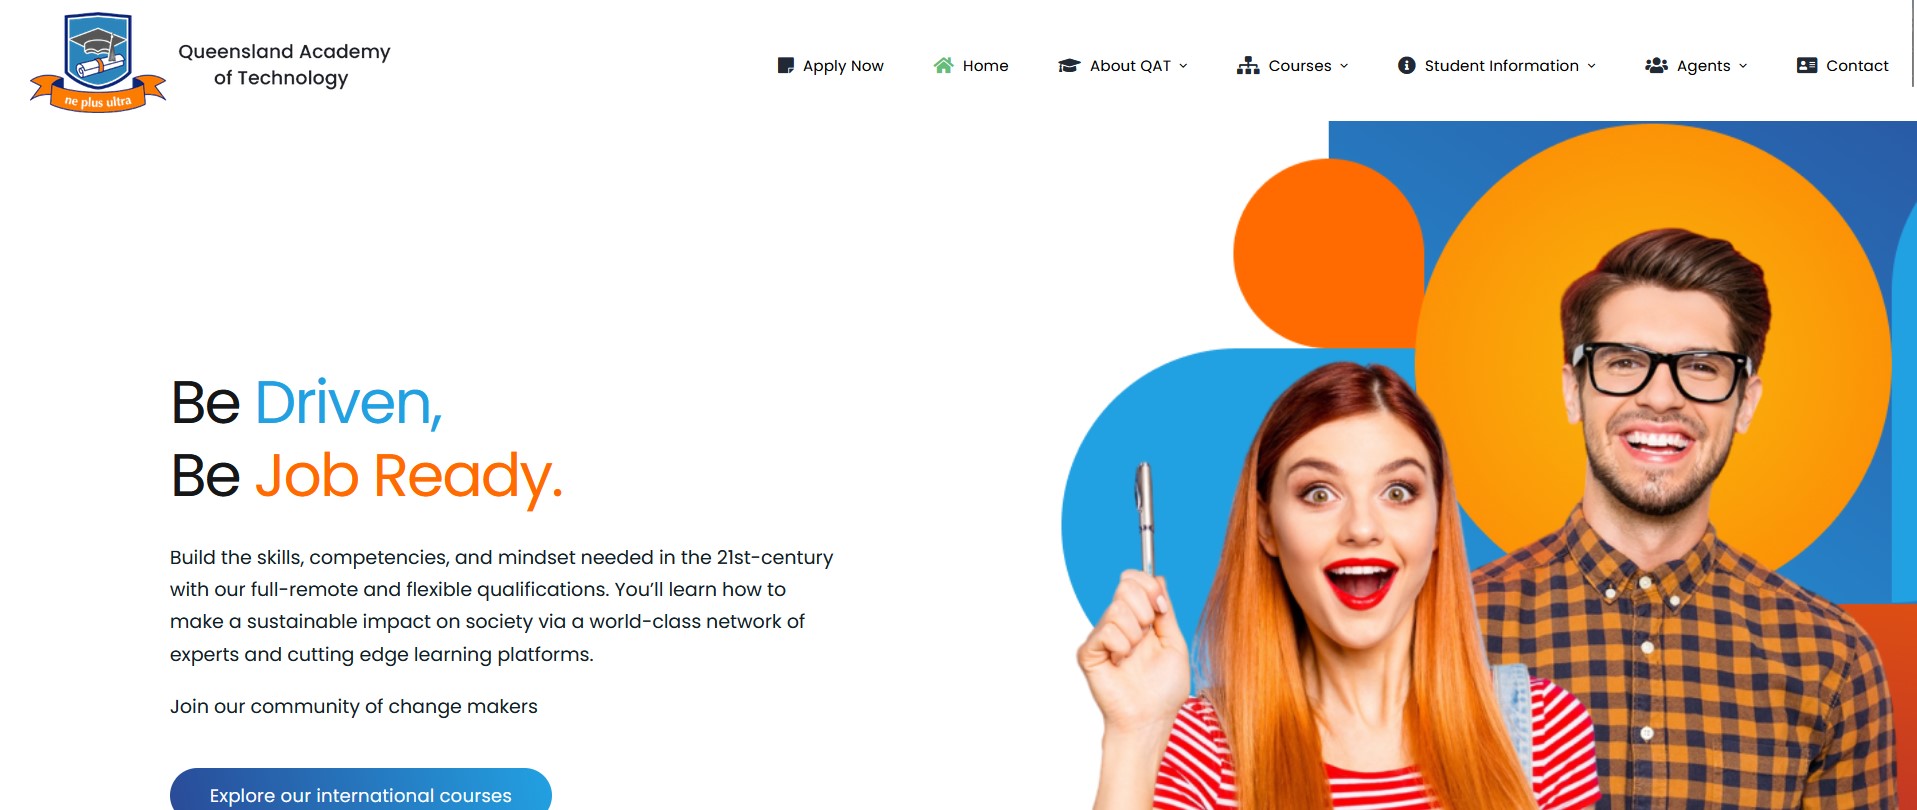 ne plus ultra
Queensland Academy
of Technology
Apply Now
Home
About QAT
Courses
Student Information
Agents
Contact
Be Driven,
Be Job Ready.
Build the skills, competencies, and mindset needed in the 21st-century
with our full-remote and flexible qualifications. You’ll learn how to
make a sustainable impact on society via a world-class network of
experts and cutting edge learning platforms.
Join our community of change makers
Explore our international courses